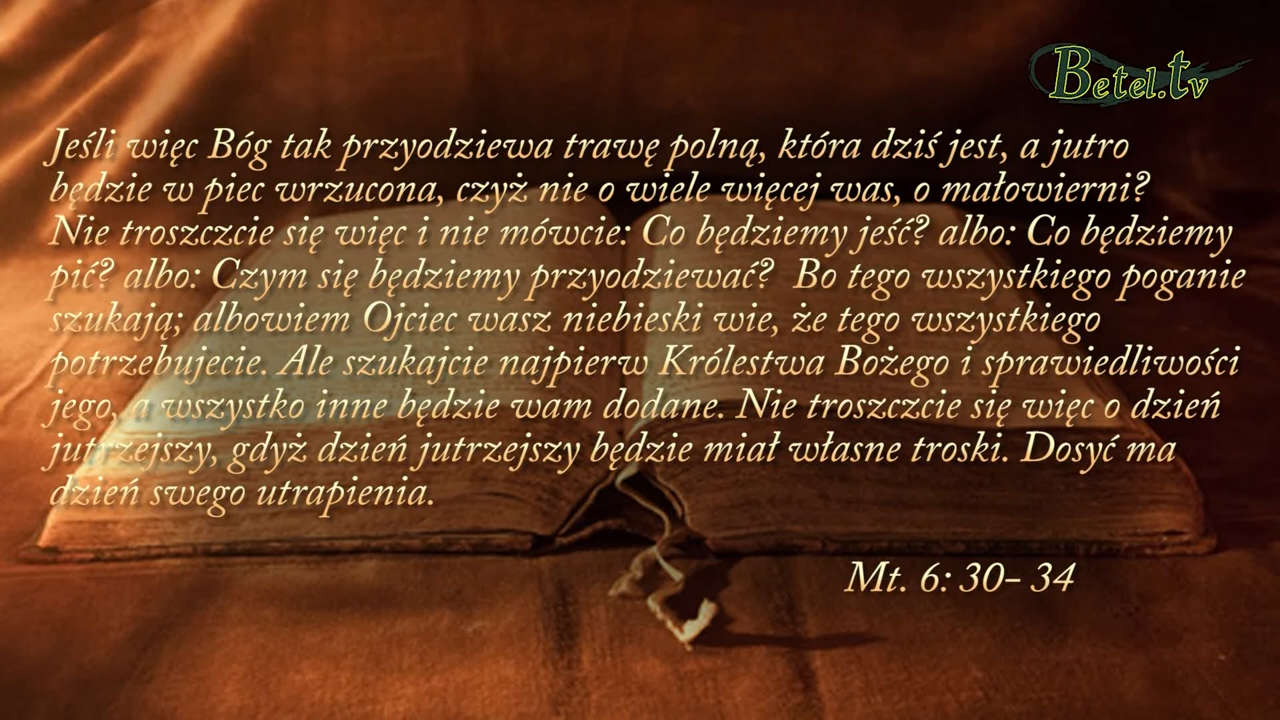 Betel.tv
Jeśli więc Bóg tak przyodziewa trawę polną, która dziś jest, a jutro
będzie w piec wrzucona, czyż nie o wiele więcej was, o małowierni?
Nie troszczcie się więc i nie mówcie: Co będziemy jeść? albo: Co będziemy
pić? albo: Czym się będziemy przyodziewać? Bo tego wszystkiego poganie
szukają; albowiem Ojciec wasz niebieski wie, że tego wszystkiego
potrzebujecie. Ale szukajcie najpierw Królestwa Bożego i sprawiedliwości
jego, a wszystko inne będzie wam dodane. Nie troszczcie się więc o dzień
jutrzejszy, gdyż dzień jutrzejszy będzie miał własne troski. Dosyć ma
dzień swego utrapienia.
Mt. 6: 30- 34